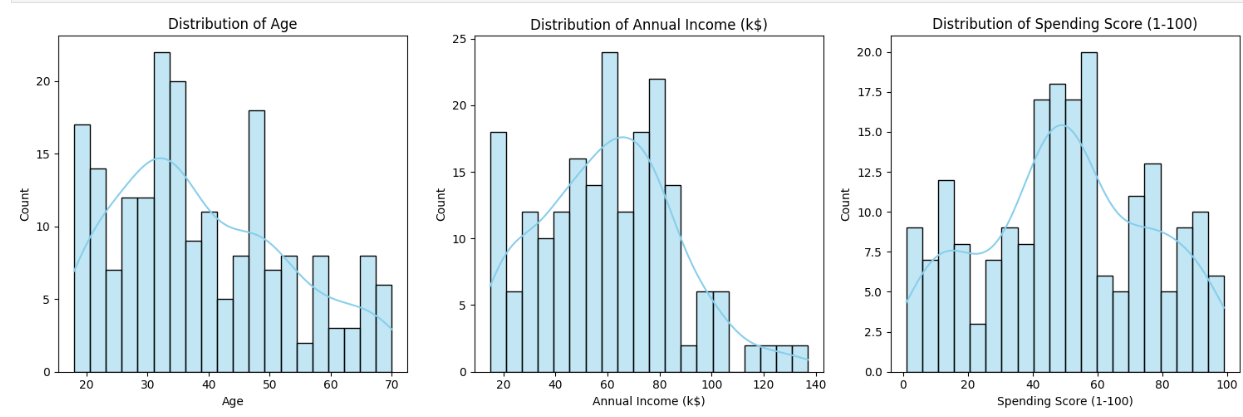 Distribution of Age
Distribution of Annual Income (k$)
Distribution of Spending Score (1-100)
Count
20
15
10
5
0
20 30 40 50 60 70
Age
Count
25
20
15
10
5
0
20 40 60 80 100 120 140
Annual Income (k$)
Count
20.0
17.5
15.0
12.5
10.0
7.5
5.0
2.5
0.0
0 20 40 60 80 100
Spending Score (1-100)